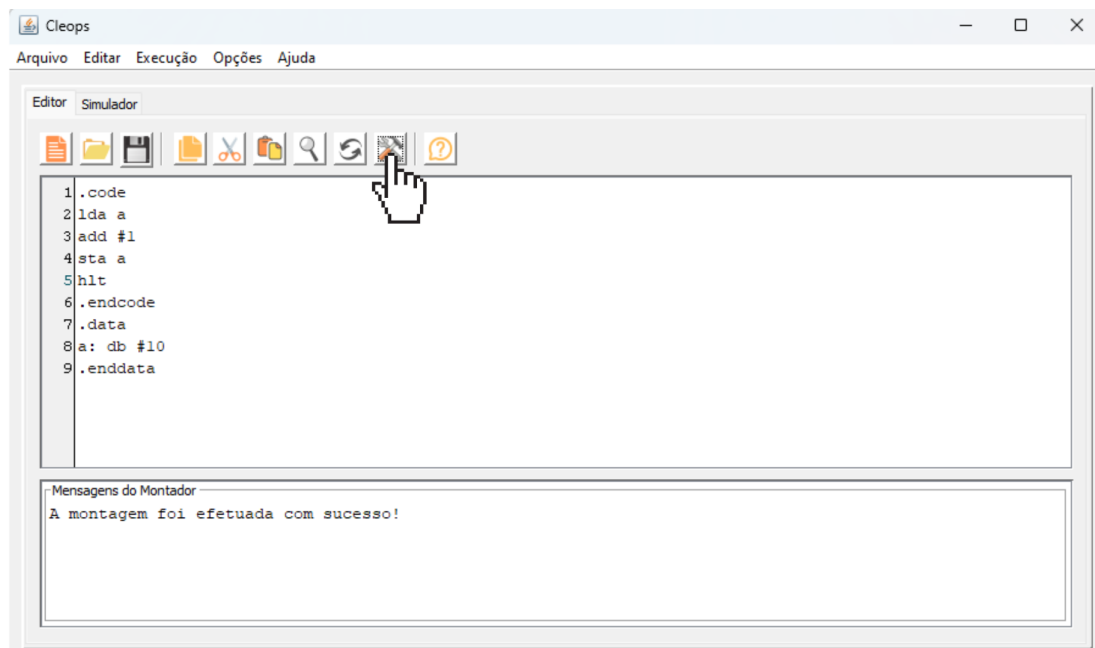 Cleops
Arquivo Editar Execução Opções Ajuda
Editor Simulador
1 .code
2 lda a
3 add #1
4 sta a
5 hlt
6 .endcode
7 .data
8 a: db #10
9 .enddata
Mensagens do Montador
A montagem foi efetuada com sucesso!